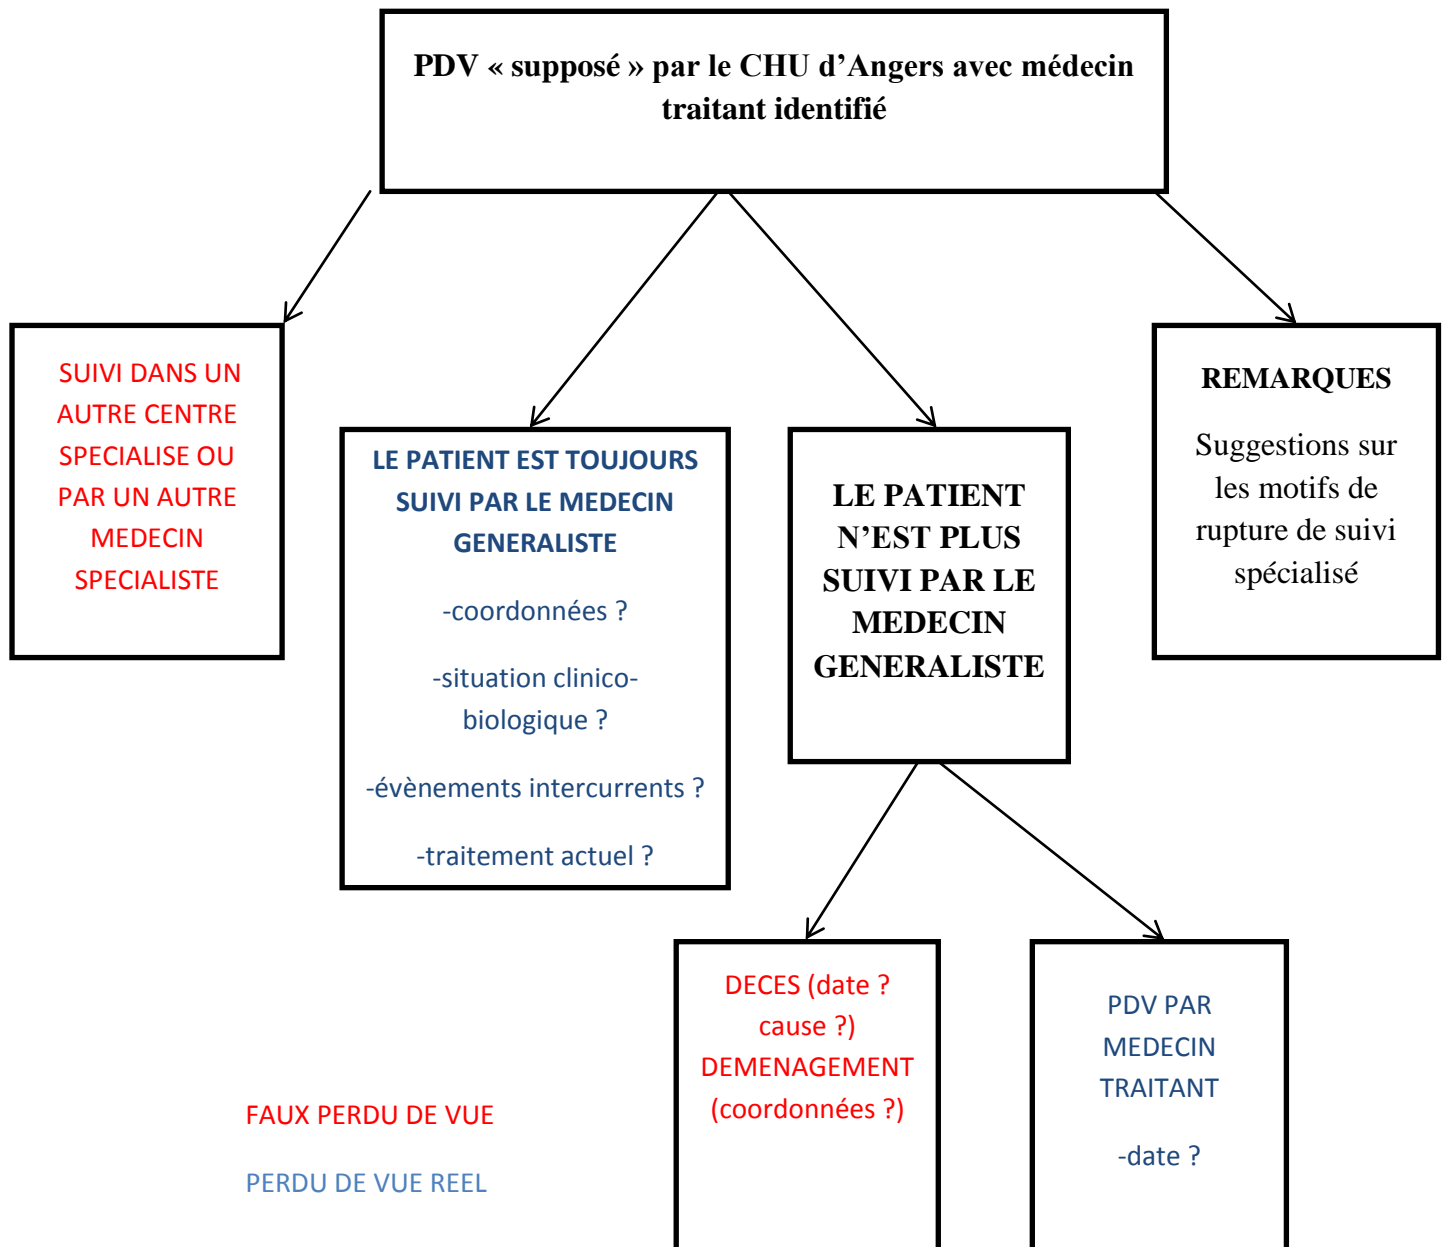 PDV « supposé » par le CHU d’Angers avec médecin
traitant identifié
SUIVI DANS UN
AUTRE CENTRE
SPECIALISE OU
PAR UN AUTRE
MEDECIN
SPECIALISTE
LE PATIENT EST TOUJOURS
SUIVI PAR LE MEDECIN
GENERALISTE
-coordonnées ?
-situation clinico-
biologique ?
-évènements intercurrents ?
-traitement actuel ?
LE PATIENT
N’EST PLUS
SUIVI PAR LE
MEDECIN
GENERALISTE
REMARQUES
Suggestions sur
les motifs de
rupture de suivi
spécialisé
DECES (date ?
cause ?)
DEMENAGEMENT
(coordonnées ?)
PDV PAR
MEDECIN
TRAITANT
-date ?
FAUX PERDU DE VUE
PERDU DE VUE REEL